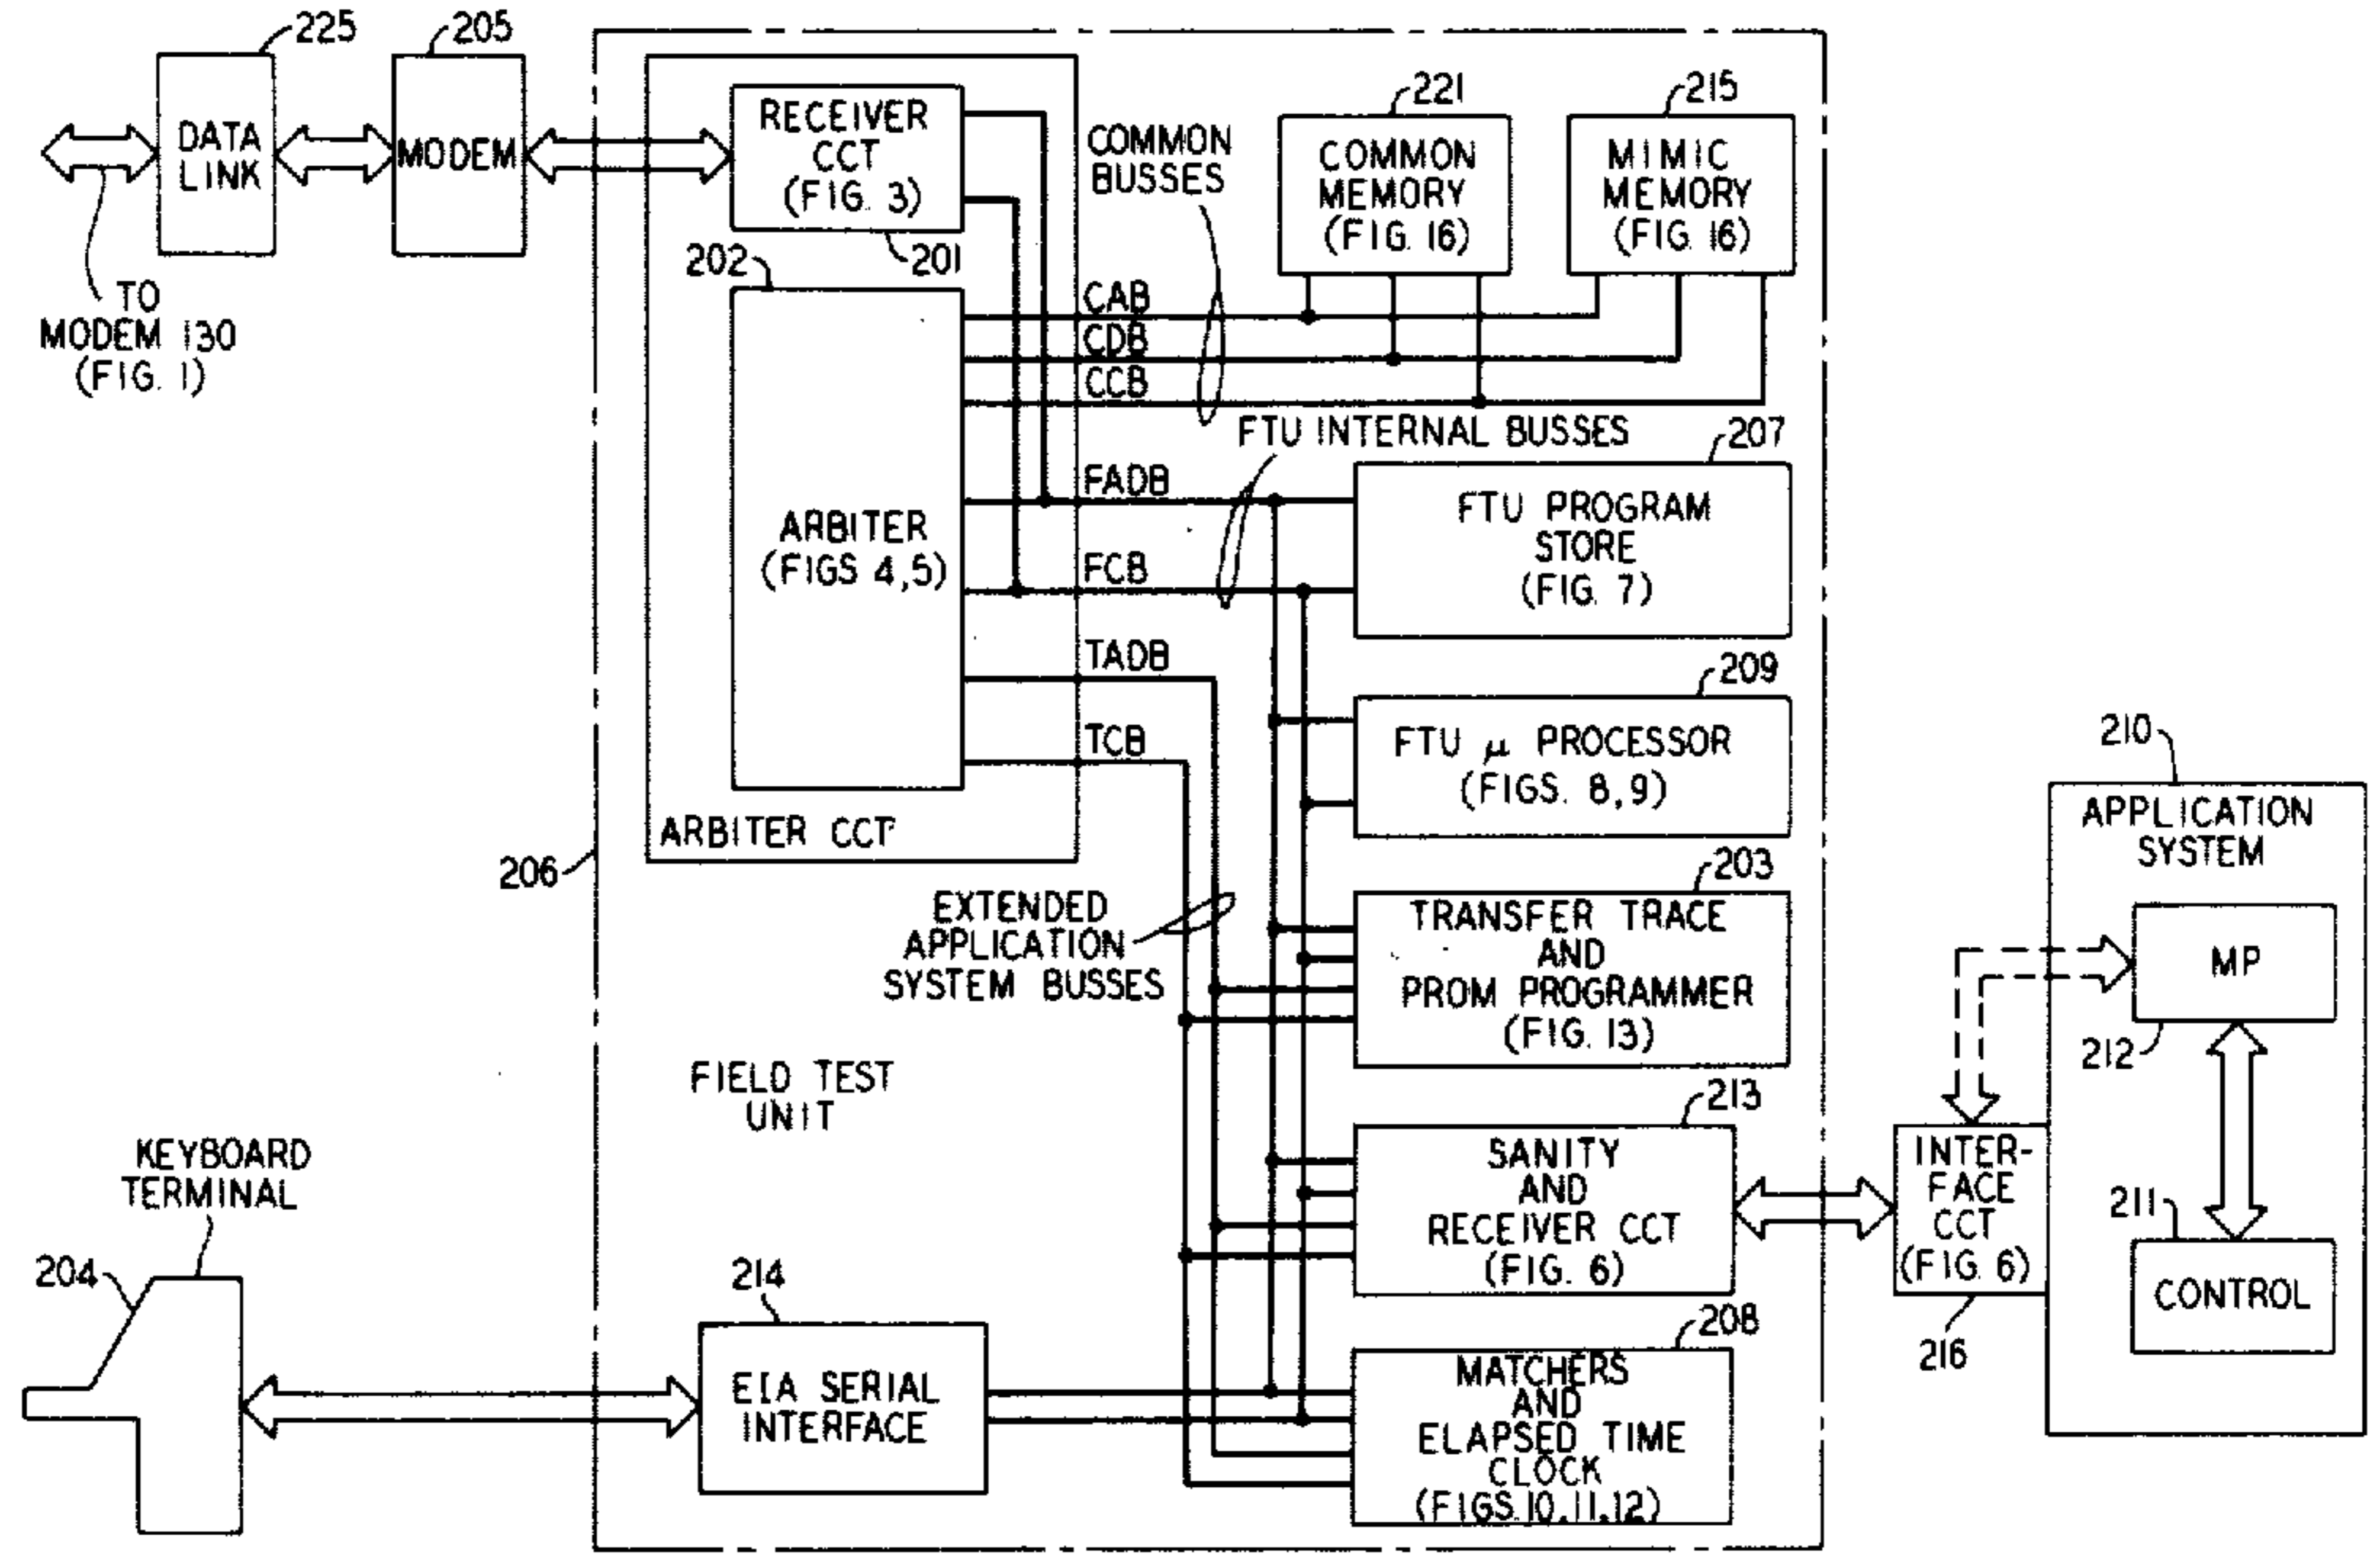 225
205
DATA
LINK
MODEM
TO
MODEM 130
(FIG. 1)
RECEIVER
CCT
(FIG. 3)
201
202
ARBITER
(FIGS 4,5)
ARBITER CCT
206
COMMON
BUSSES
221
COMMON
MEMORY
(FIG. 16)
215
MIMIC
MEMORY
(FIG 16)
CAB
CDB
CCB
FTU INTERNAL BUSSES
FADB
FCB
TADB
TCB
207
FTU PROGRAM
STORE
(FIG. 7)
209
FTU μ PROCESSOR
(FIGS. 8,9)
203
TRANSFER TRACE
AND
PROM PROGRAMMER
(FIG. 13)
EXTENDED
APPLICATION
SYSTEM BUSSES
FIELD TEST
UNIT
213
SANITY
AND
RECEIVER CCT
(FIG. 6)
208
MATCHERS
AND
ELAPSED TIME
CLOCK
(FIGS.10,11,12)
KEYBOARD
TERMINAL
204
214
EIA SERIAL
INTERFACE
210
APPLICATION
SYSTEM
MP
212
211
CONTROL
INTER-
FACE
CCT
(FIG. 6)
216